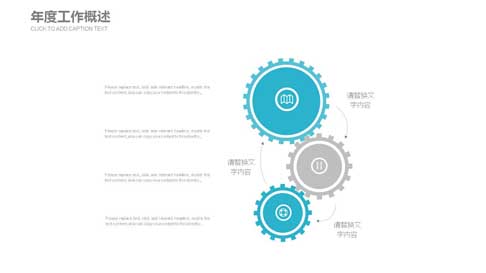 年度工作概述
CLICK TO ADD CAPTION TEXT
Please replace text, click add relevant headline, modify the
text content, also can copy your content to this directly.
请替换文
字内容
Please replace text, click add relevant headline, modify the
text content, also can copy your content to this directly.
请替换文
字内容
Please replace text, click add relevant headline, modify the
text content, also can copy your content to this directly.
Please replace text, click add relevant headline, modify the
text content, also can copy your content to this directly.
请替换文
字内容